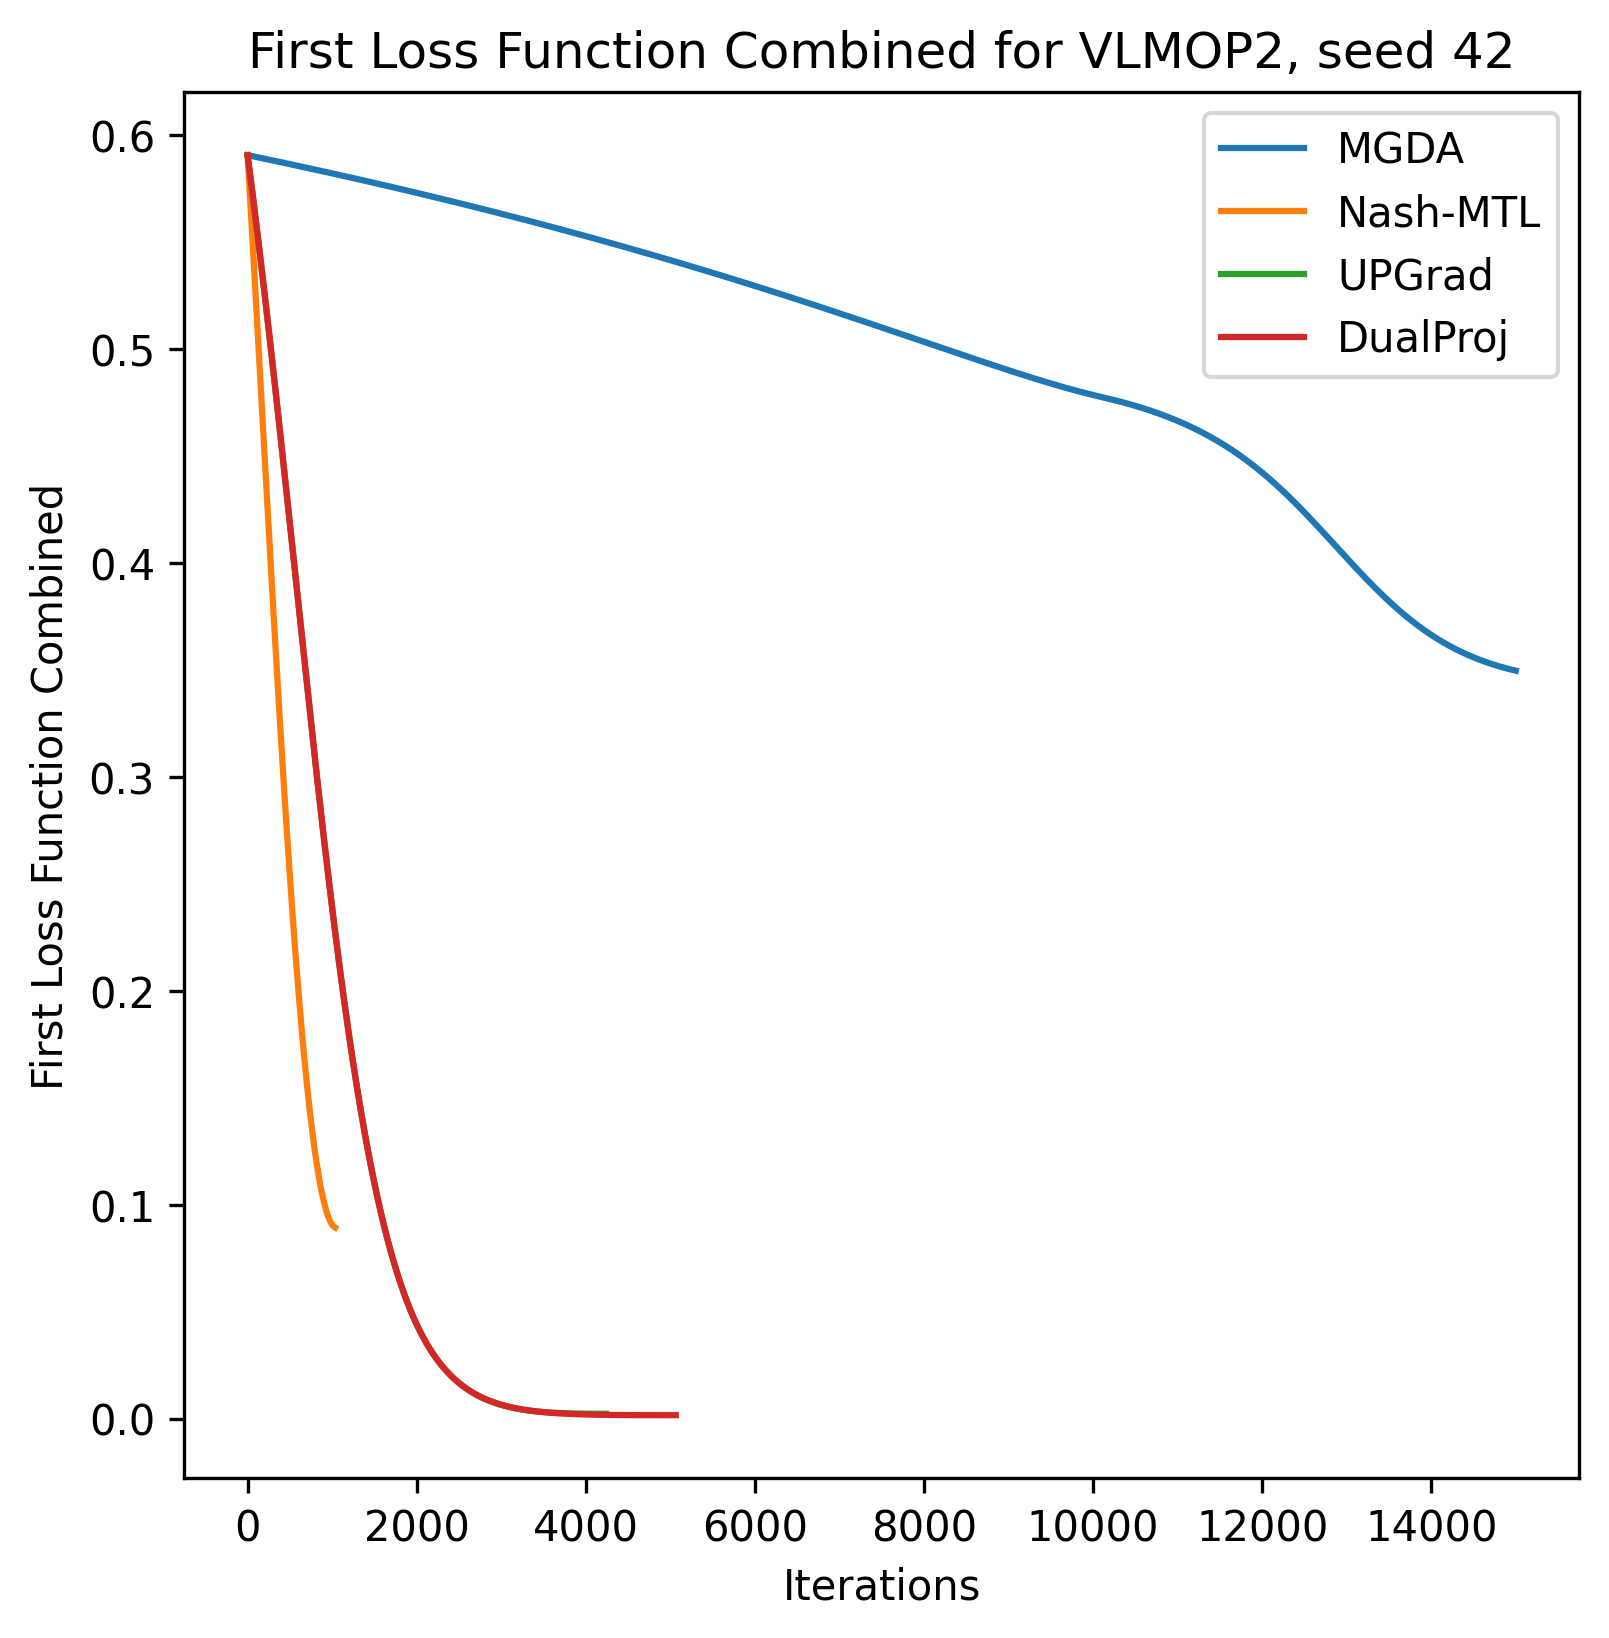 First Loss Function Combined for VLMOP2, seed 42
MGDA
Nash-MTL
UPGrad
DualProj
First Loss Function Combined
0.6
0.5
0.4
0.3
0.2
0.1
0.0
0 2000 4000 6000 8000 10000 12000 14000
Iterations